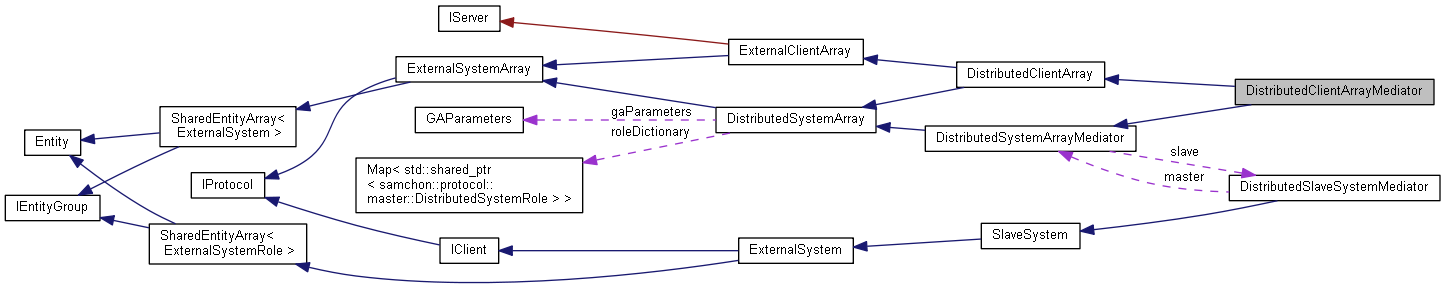 IServer
ExternalClientArray
ExternalSystemArray
DistributedClientArray
DistributedClientArrayMediator
SharedEntityArray<
ExternalSystem >
GAParameters
gaParameters
DistributedSystemArray
roleDictionary
Entity
DistributedSystemArrayMediator
slave
Map< std::shared_ptr
< samchon::protocol::
master::DistributedSystemRole > >
master
IProtocol
DistributedSlaveSystemMediator
IEntityGroup
SharedEntityArray<
ExternalSystemRole >
IClient
ExternalSystem
SlaveSystem